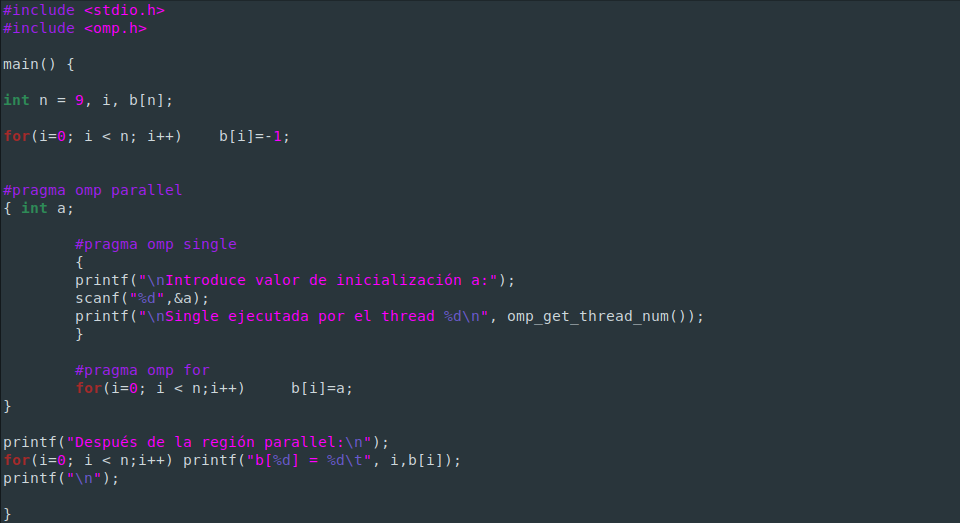 #include <stdio.h>
#include <omp.h>
main() {
int n = 9, i, b[n];
for(i=0; i < n; i++)    b[i]=-1;
#pragma omp parallel
{ int a;
#pragma omp single
{
printf("\nIntroduce valor de inicialización a:");
scanf("%d",&a);
printf("\nSingle ejecutada por el thread %d\n", omp_get_thread_num());
}
#pragma omp for
for(i=0; i < n;i++)     b[i]=a;
}
printf("Después de la región parallel:\n");
for(i=0; i < n;i++) printf("b[%d] = %d\t", i,b[i]);
printf("\n");
}